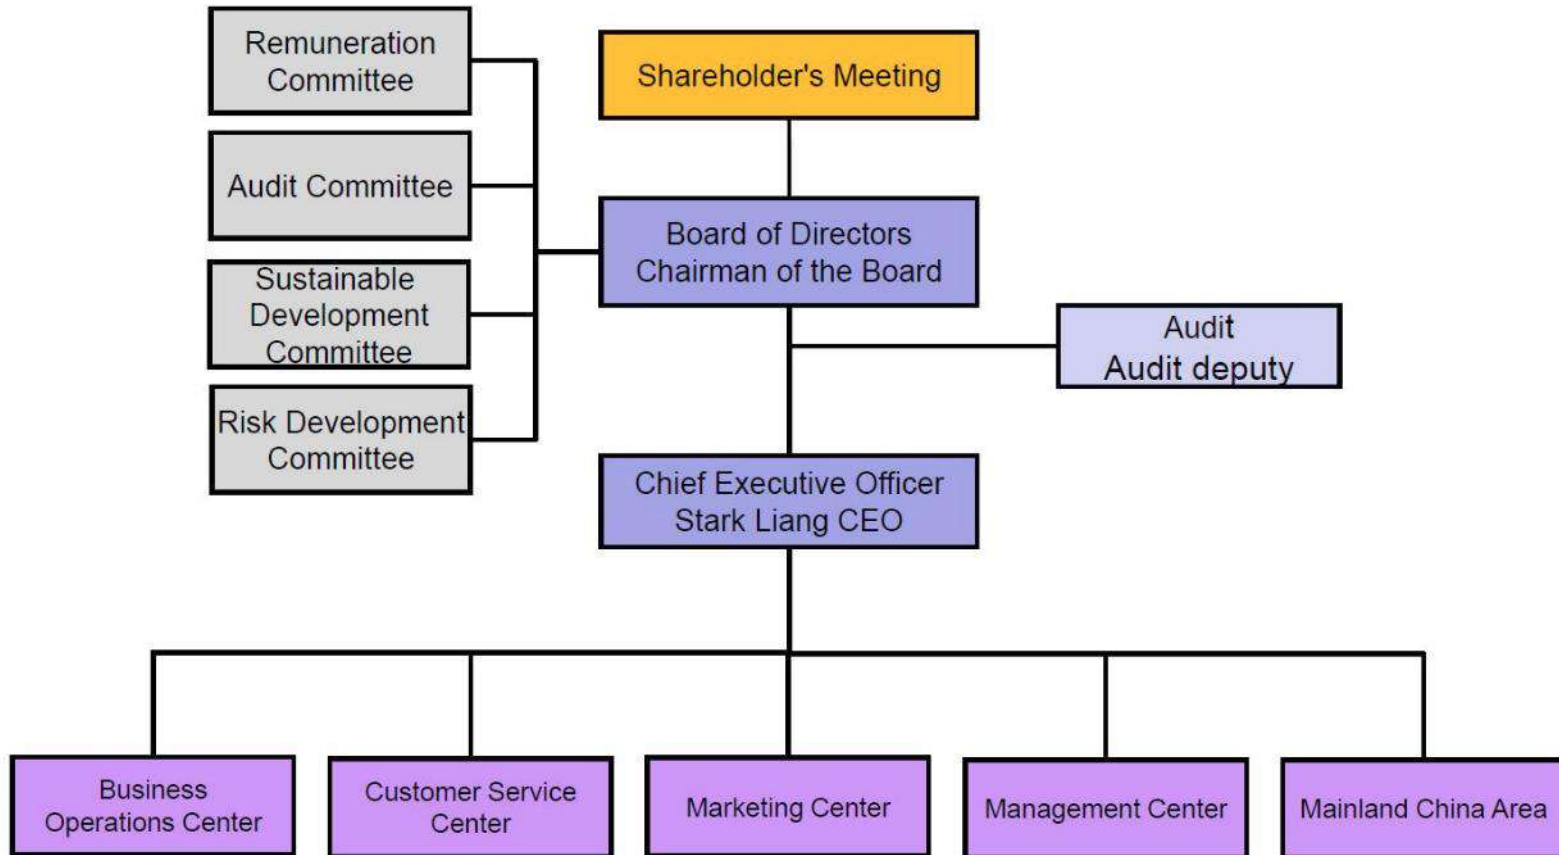 Remuneration
Committee
Shareholder's Meeting
Audit Committee
Board of Directors
Chairman of the Board
Sustainable
Development
Committee
Audit
Audit deputy
Risk Development
Committee
Chief Executive Officer
Stark Liang CEO
Business
Operations Center
Customer Service
Center
Marketing Center
Management Center
Mainland China Area